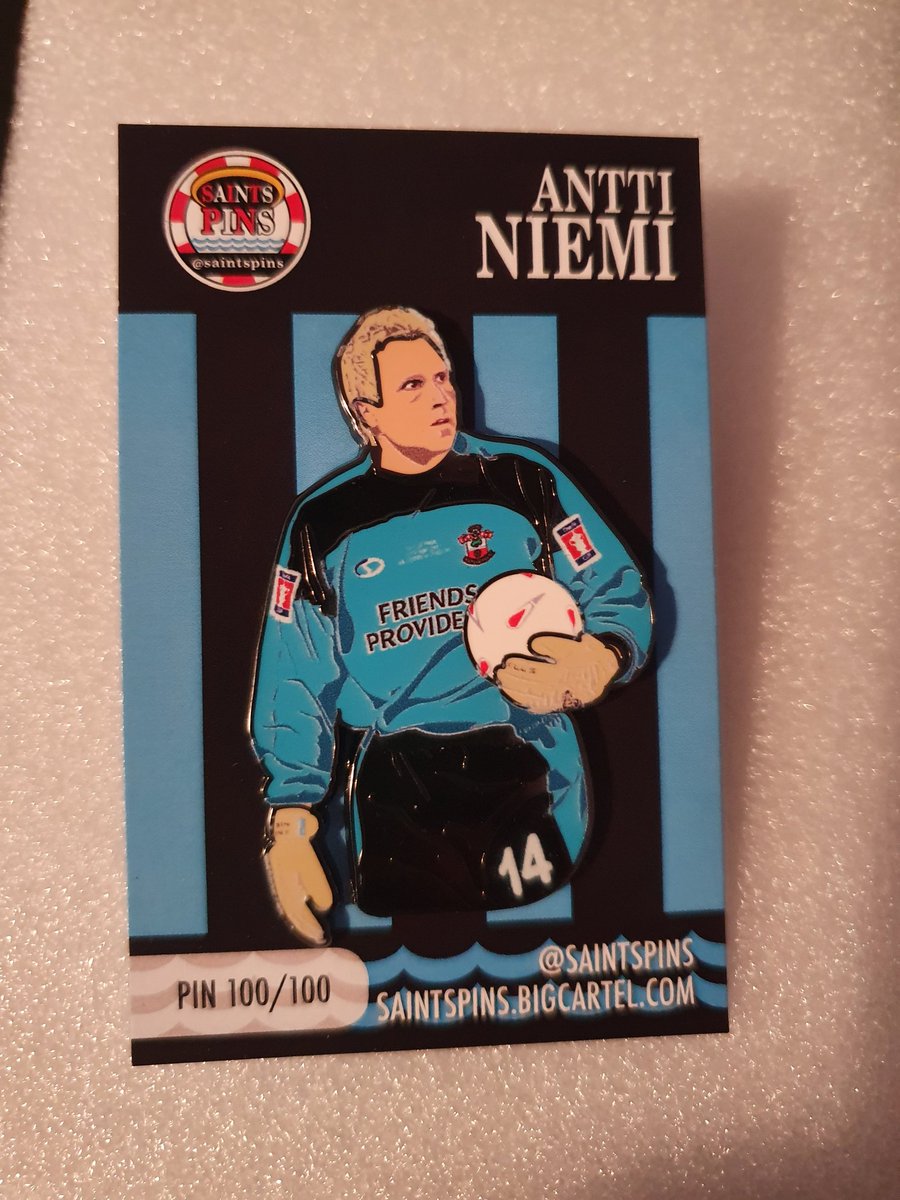 SAINTS
PINS
@saintspins
ANTTI
NIEMI
FRIENDS
PROVIDE
14
PIN 100/100
@SAINTSPINS
SAINTSPINS.BIGCARTEL.COM